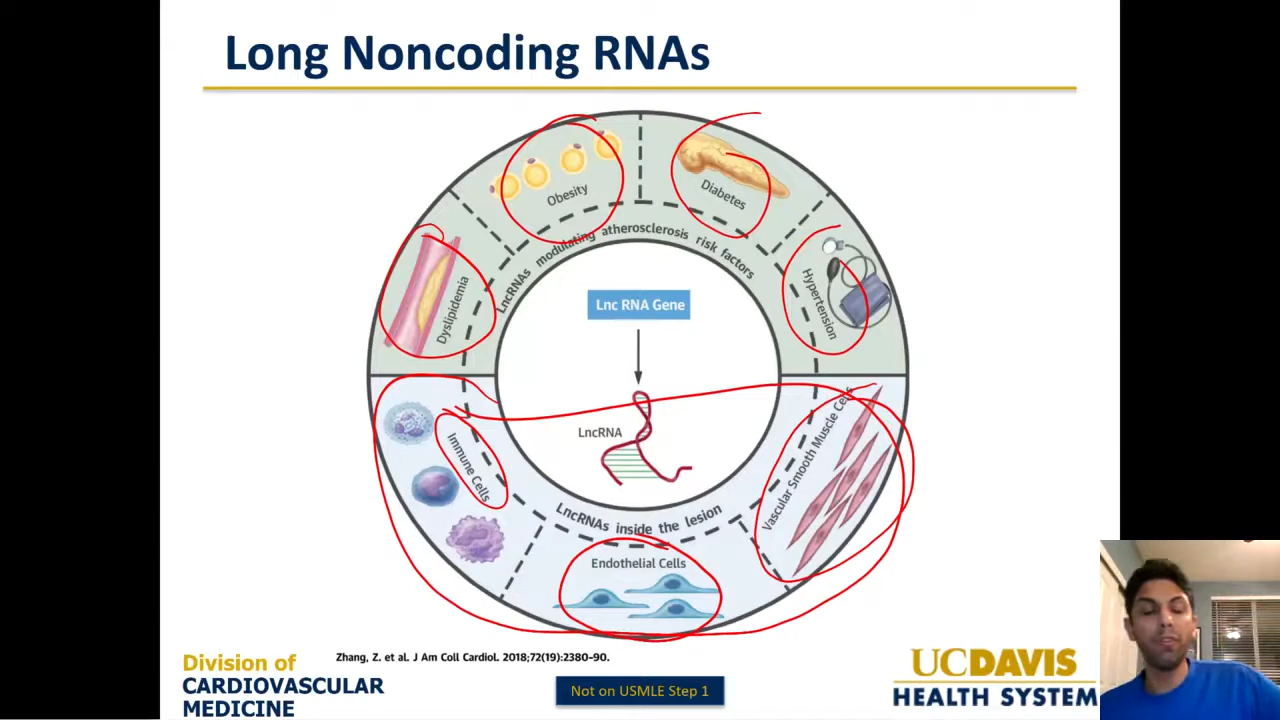 Long Noncoding RNAs
Obesity
Diabetes
Dyslipidemia
Hypertension
LncRNAs modulating atherosclerosis risk factors
Lnc RNA Gene
LncRNA
Immune Cells
Vascular Smooth Muscle Cells
LncRNAs inside the lesion
Endothelial Cells
Zhang, Z. et al. J Am Coll Cardiol. 2018;72(19):2380-90.
Division of
CARDIOVASCULAR
MEDICINE
Not on USMLE Step 1
UCDAVIS
HEALTH SYSTEM